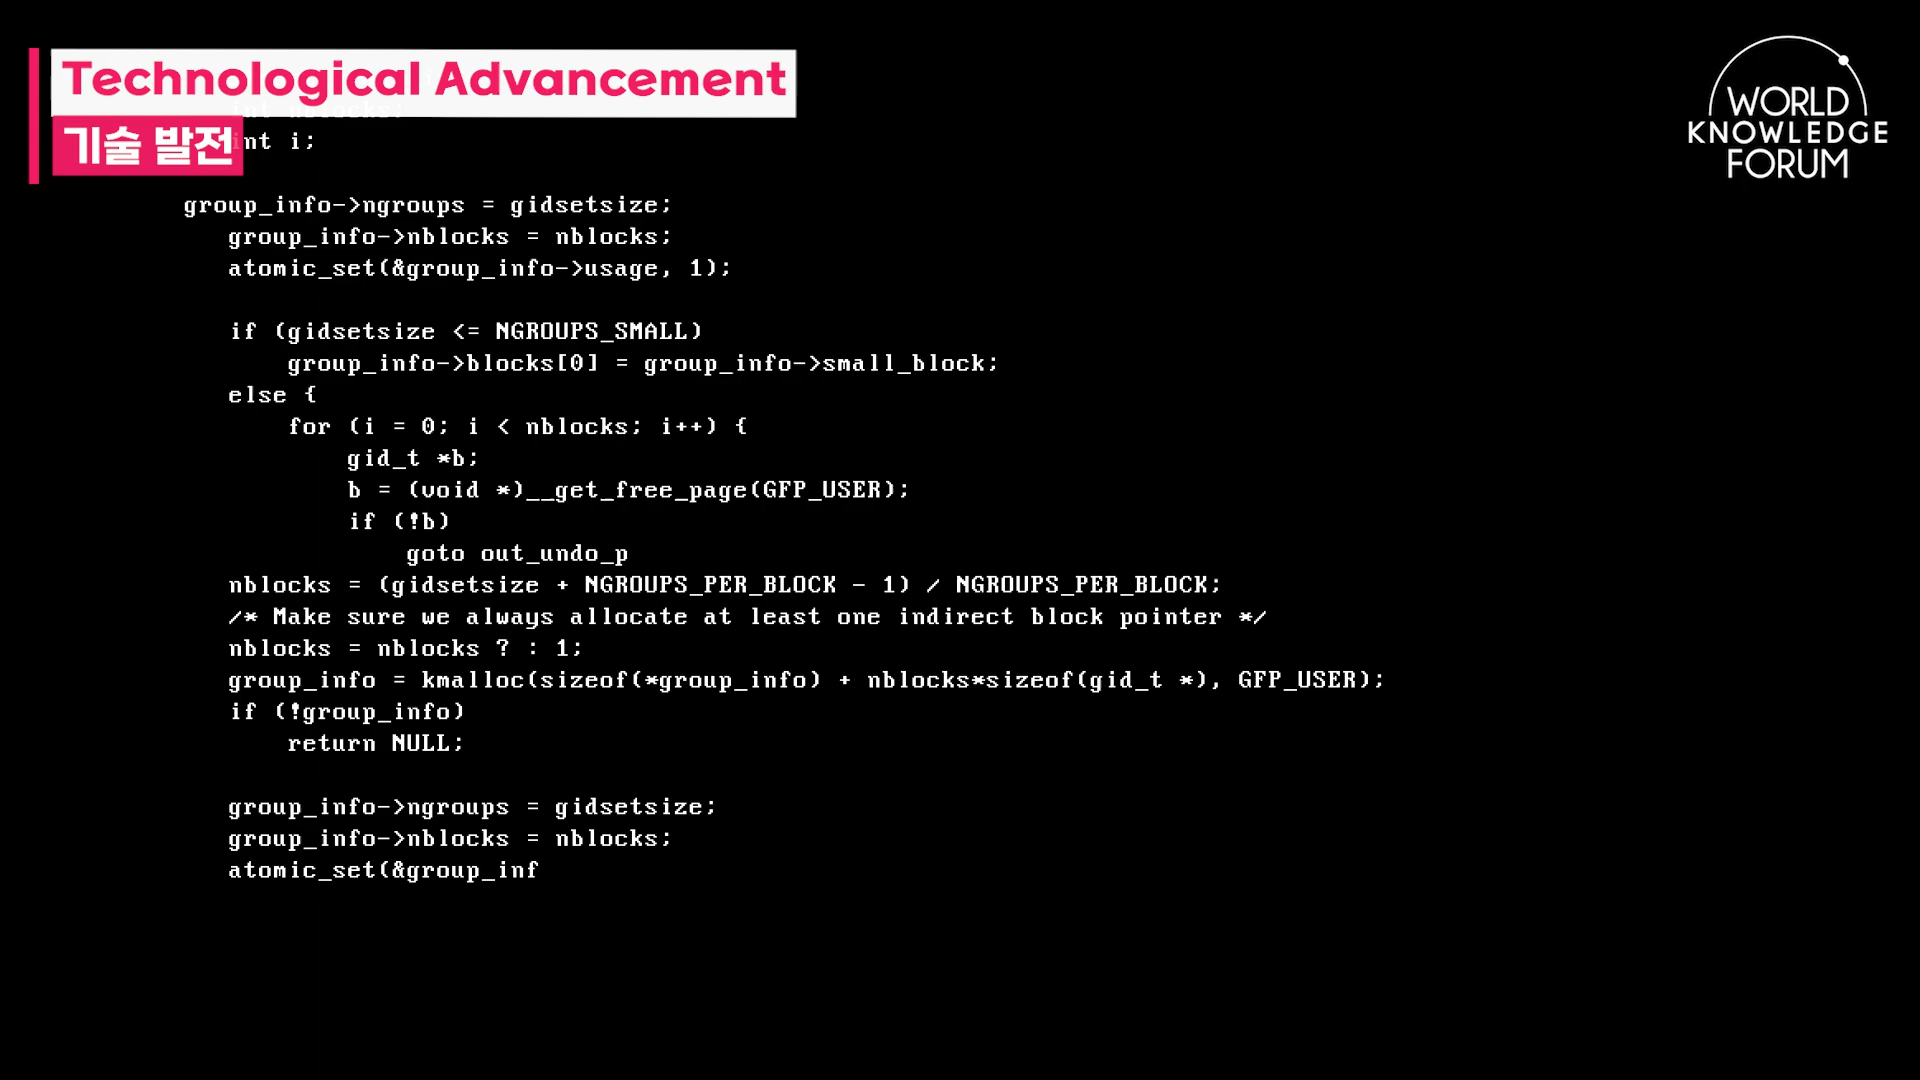 Technological Advancement
기술 발전
WORLD
KNOWLEDGE
FORUM
int nblocks;
int i;
group_info->ngroups = gidsetsize;
group_info->nblocks = nblocks;
atomic_set(&group_info->usage, 1);
if (gidsetsize <= NGROUPS_SMALL)
group_info->blocks[0] = group_info->small_block;
else {
for (i = 0; i < nblocks; i++) {
gid_t *b;
b = (void *)__get_free_page(GFP_USER);
if (!b)
goto out_undo_p
nblocks = (gidsetsize + NGROUPS_PER_BLOCK - 1) / NGROUPS_PER_BLOCK;
/* Make sure we always allocate at least one indirect block pointer */
nblocks = nblocks ? : 1;
group_info = kmalloc(sizeof(*group_info) + nblocks*sizeof(gid_t *), GFP_USER);
if (!group_info)
return NULL;
group_info->ngroups = gidsetsize;
group_info->nblocks = nblocks;
atomic_set(&group_inf